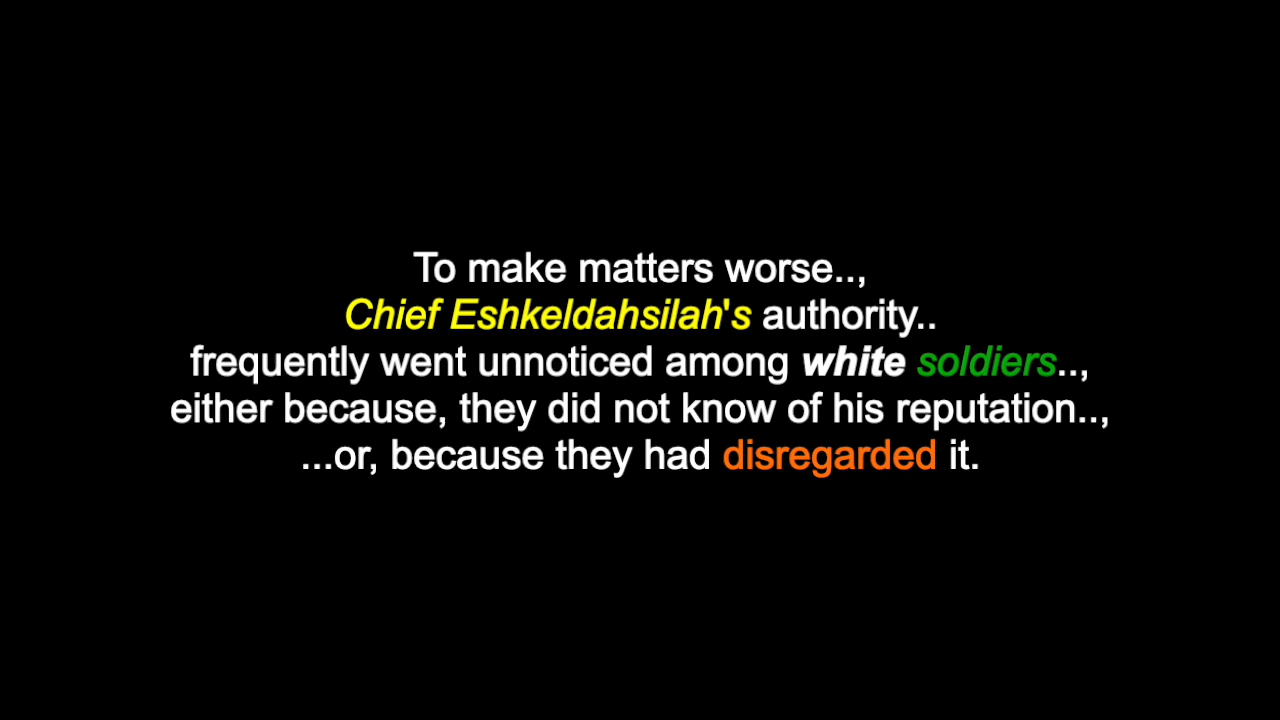 To make matters worse..,
Chief Eshkeldahsilah's authority..
frequently went unnoticed among white soldiers..,
either because, they did not know of his reputation..,
...or, because they had disregarded it.